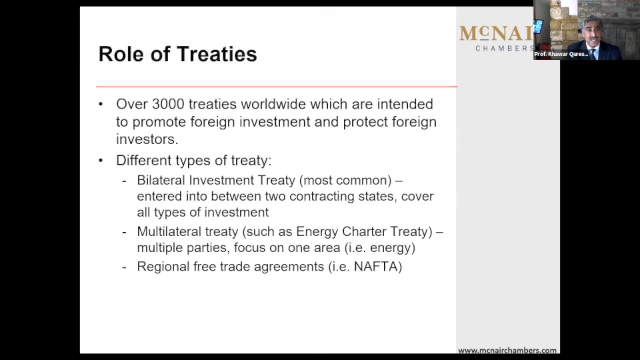 McNAI
CHAMBERS
Prof. Khawar Qures...
Role of Treaties
• Over 3000 treaties worldwide which are intended
to promote foreign investment and protect foreign
investors.
• Different types of treaty:
- Bilateral Investment Treaty (most common) –
entered into between two contracting states, cover
all types of investment
- Multilateral treaty (such as Energy Charter Treaty) –
multiple parties, focus on one area (i.e. energy)
- Regional free trade agreements (i.e. NAFTA)
www.mcnairchambers.com